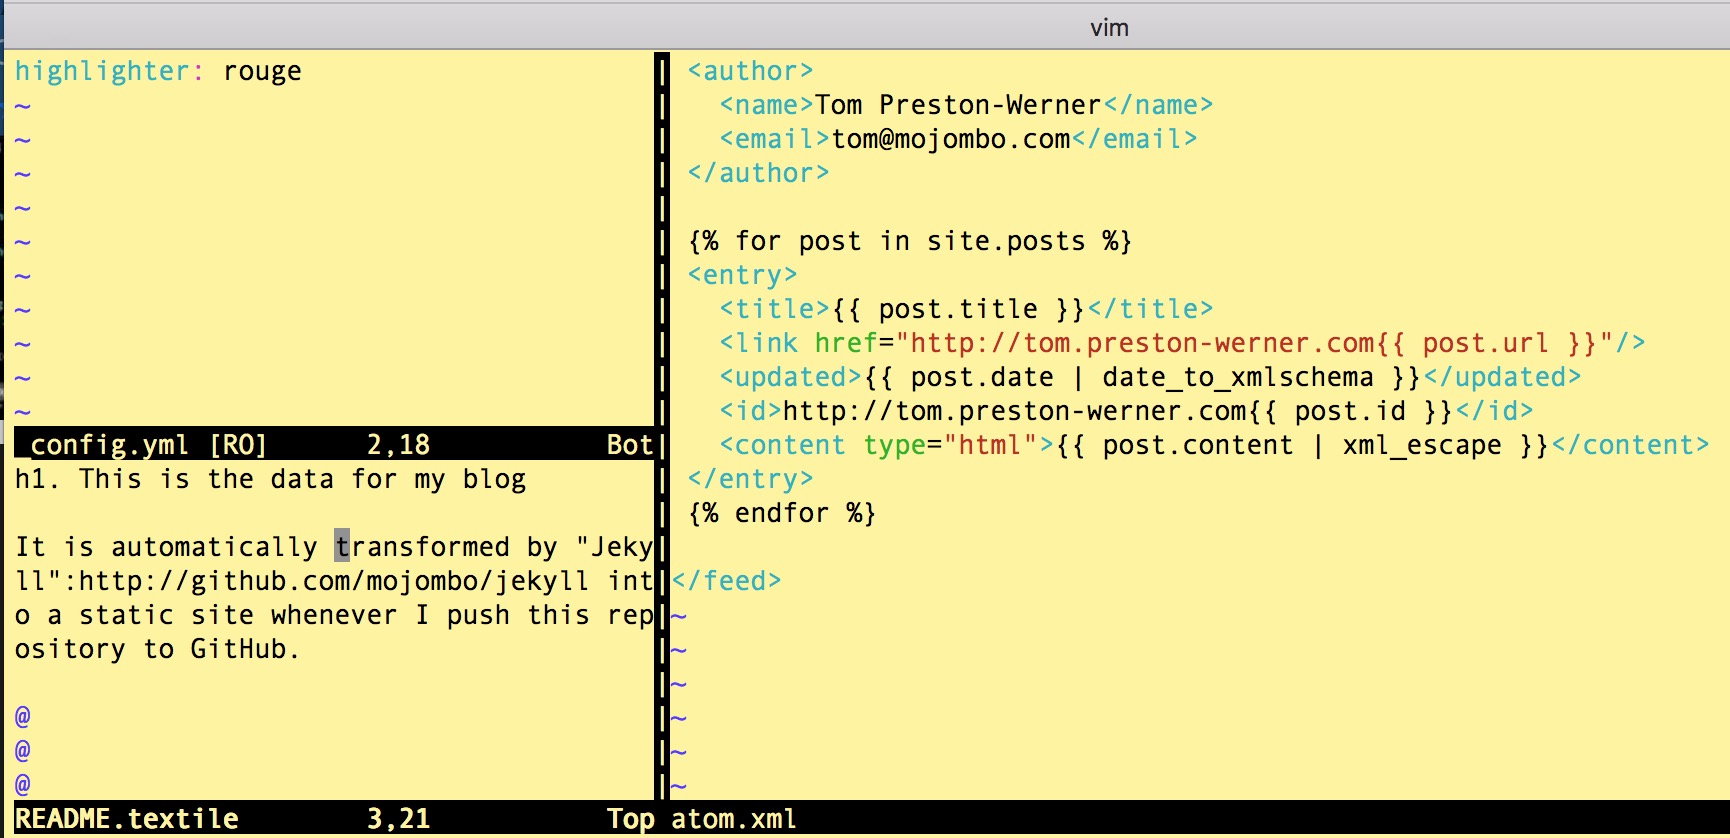 vim
highlighter: rouge
~
~
~
~
~
~
~
~
~
~
_config.yml [RO] 2,18 Bot
h1. This is the data for my blog
It is automatically transformed by "Jeky
ll":http://github.com/mojombo/jekyll int
o a static site whenever I push this rep
ository to GitHub.
@
@
@
README.textile 3,21 Top
<author>
<name>Tom Preston-Werner</name>
<email>tom@mojombo.com</email>
</author>
{% for post in site.posts %}
<entry>
<title>{{ post.title }}</title>
<link href="http://tom.preston-werner.com{{ post.url }}"/>
<updated>{{ post.date | date_to_xmlschema }}</updated>
<id>http://tom.preston-werner.com{{ post.id }}</id>
<content type="html">{{ post.content | xml_escape }}</content>
</entry>
{% endfor %}
</feed>
~
~
~
~
~
~
atom.xml